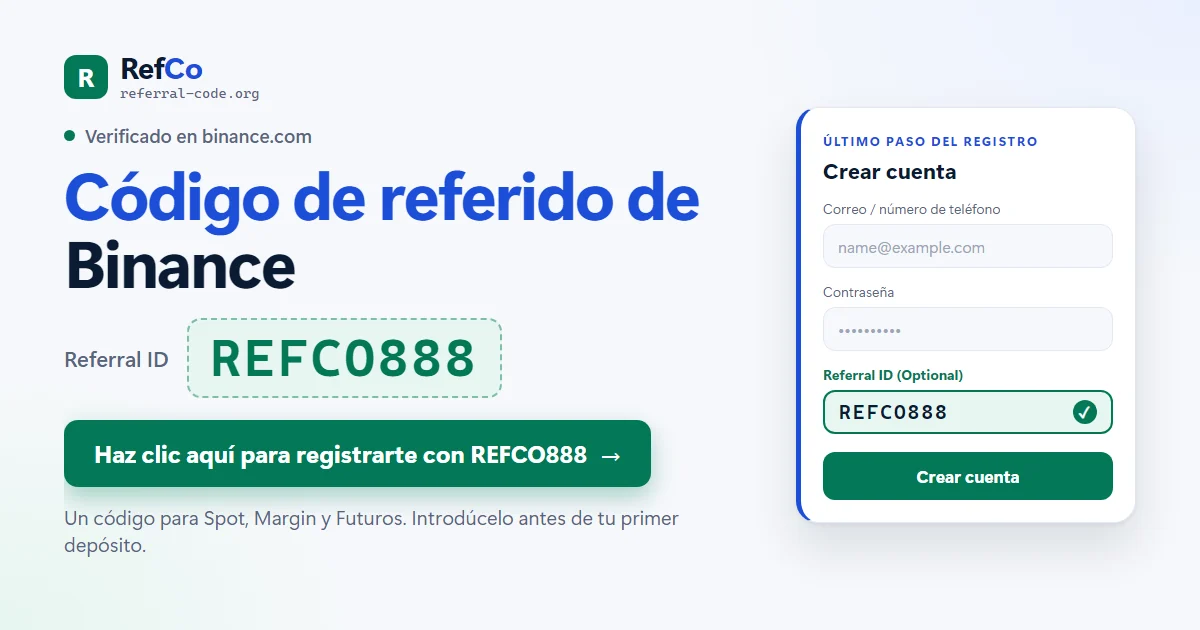 R
RefCo
referral-code.org
Verificado en binance.com
Código de referido de
Binance
Referral ID
REFCO888
Haz clic aquí para registrarte con REFCO888 →
Un código para Spot, Margin y Futuros. Introdúcelo antes de tu primer
depósito.
ÚLTIMO PASO DEL REGISTRO
Crear cuenta
Correo / número de teléfono
name@example.com
Contraseña
••••••••••
Referral ID (Optional)
REFCO888
Crear cuenta